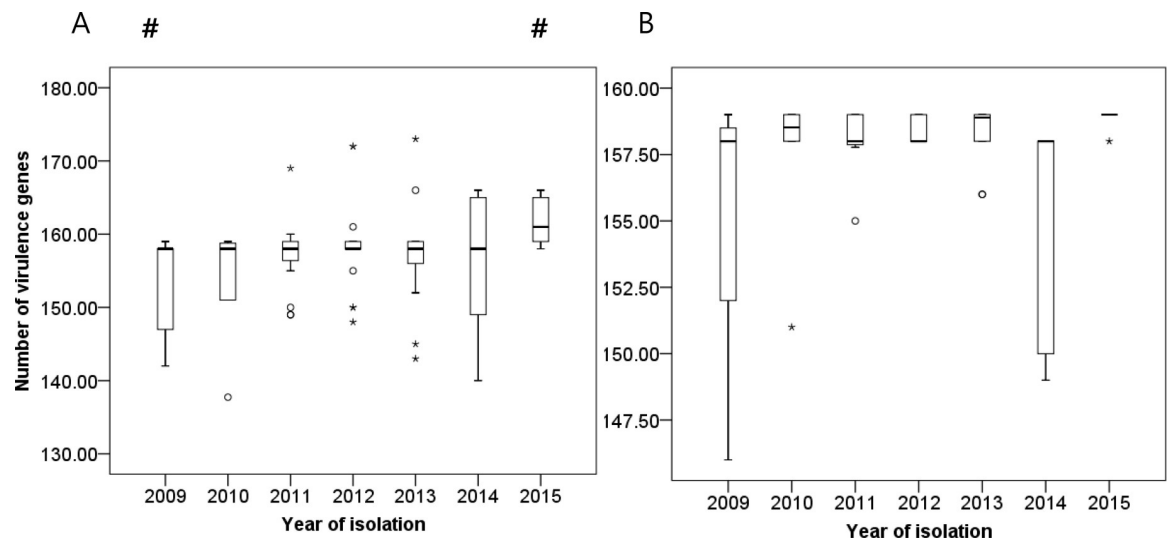 A # # B
180.00
170.00
160.00
150.00
140.00
130.00
Number of virulence genes
2009 2010 2011 2012 2013 2014 2015
Year of isolation
160.00
157.50
155.00
152.50
150.00
147.50
2009 2010 2011 2012 2013 2014 2015
Year of isolation